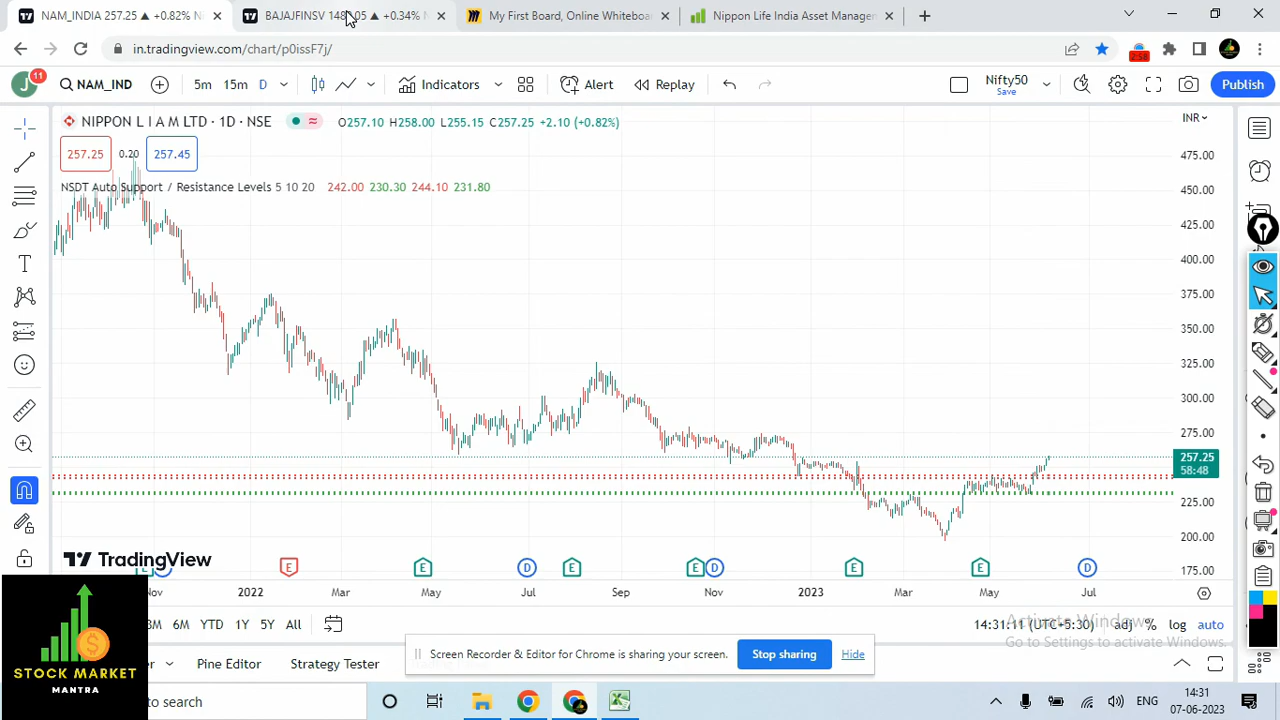 NAM_INDIA 257.25 ▲ +0.82% N
BAJAJFINSV 148 05 ▲ +0.34% N
My First Board, Online Whiteboa
Nippon Life India Asset Managem
in.tradingview.com/chart/p0issF7j/
2:58
J
11
NAM_IND
5m
15m
D
Indicators
Alert
Replay
Nifty50
Save
Publish
NIPPON L I A M LTD · 1D · NSE
O257.10 H258.00 L255.15 C257.25 +2.10 (+0.82%)
INR
257.25
0.20
257.45
NSDT Auto Support / Resistance Levels 5 10 20 242.00 230.30 244.10 231.80
475.00
450.00
425.00
400.00
375.00
350.00
325.00
300.00
275.00
257.25
58:48
225.00
200.00
175.00
TradingView
E
E
D
E
E
D
E
E
D
Nov
2022
Mar
May
Jul
Sep
Nov
2023
Mar
May
Jul
3M
6M
YTD
1Y
5Y
All
14:31:11 (UTC+5:30)
adj
%
log
auto
Activate Windows
Go to Settings to activate Windows.
Screen Recorder & Editor for Chrome is sharing your screen.
Stop sharing
Hide
Pine Editor
Strategy Tester
STOCK MARKET
MANTRA
to search
ENG
14:31
07-06-2023